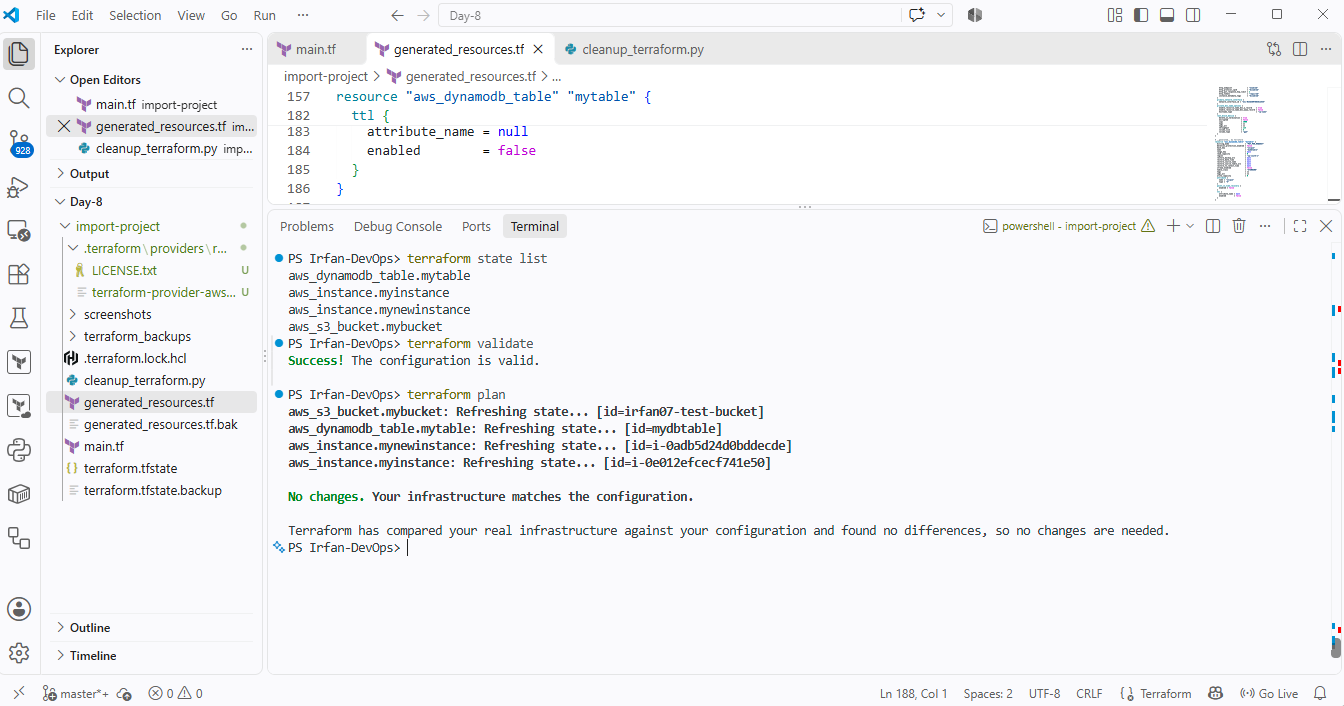 File Edit Selection View Go Run ··· Day-8
Explorer ···
Open Editors
main.tf import-project
generated_resources.tf im...
cleanup_terraform.py impo...
Output
Day-8
import-project
.terraform\providers\r...
LICENSE.txt U
terraform-provider-aws... U
screenshots
terraform_backups
.terraform.lock.hcl
cleanup_terraform.py
generated_resources.tf
generated_resources.tf.bak
main.tf
terraform.tfstate
terraform.tfstate.backup
Outline
Timeline
928
main.tf generated_resources.tf cleanup_terraform.py
import-project > generated_resources.tf > ...
157 resource "aws_dynamodb_table" "mytable" {
182 ttl {
183 attribute_name = null
184 enabled = false
185 }
186 }
Problems Debug Console Ports Terminal powershell - import-project
PS Irfan-DevOps> terraform state list
aws_dynamodb_table.mytable
aws_instance.myinstance
aws_instance.mynewinstance
aws_s3_bucket.mybucket
PS Irfan-DevOps> terraform validate
Success! The configuration is valid.
PS Irfan-DevOps> terraform plan
aws_s3_bucket.mybucket: Refreshing state... [id=irfan07-test-bucket]
aws_dynamodb_table.mytable: Refreshing state... [id=mydbtable]
aws_instance.mynewinstance: Refreshing state... [id=i-0adb5d24d0bddecde]
aws_instance.myinstance: Refreshing state... [id=i-0e012efcecf741e50]
No changes. Your infrastructure matches the configuration.
Terraform has compared your real infrastructure against your configuration and found no differences, so no changes are needed.
PS Irfan-DevOps>
master*+ 0 0 Ln 188, Col 1 Spaces: 2 UTF-8 CRLF Terraform Go Live